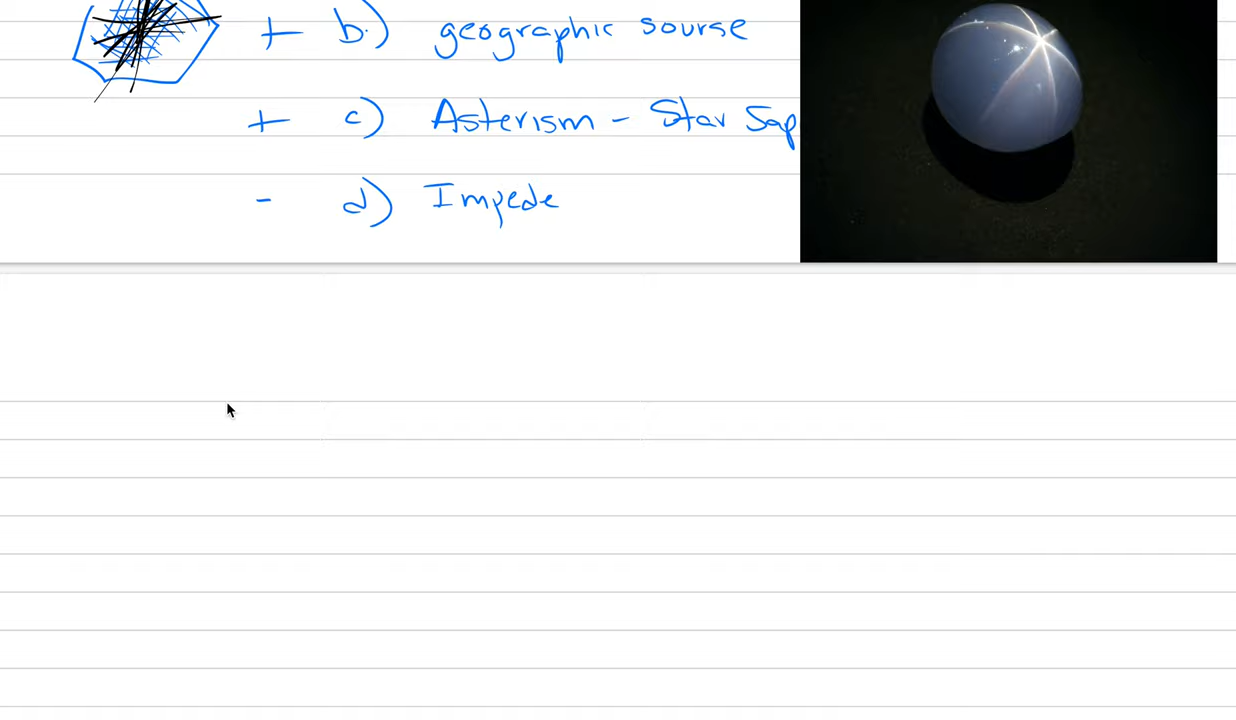 + b.) geographic sourse
+ c) Asterism - Star Sap
- d) Impede